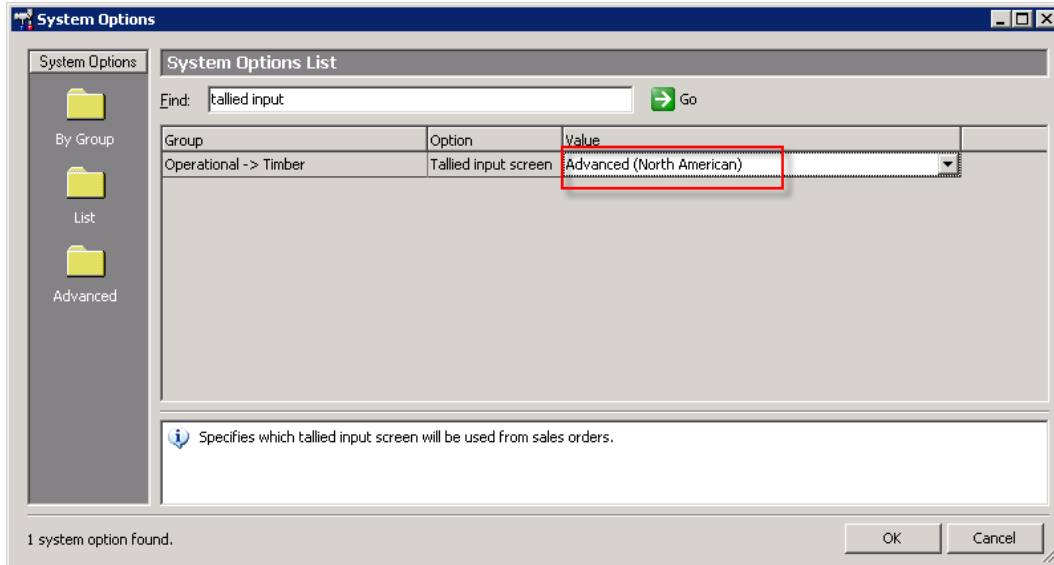 System Options
System Options
System Options List
Find: tallied input Go
By Group
Group Option Value
Operational -> Timber Tallied input screen Advanced (North American)
List
Advanced
Specifies which tallied input screen will be used from sales orders.
1 system option found. OK Cancel